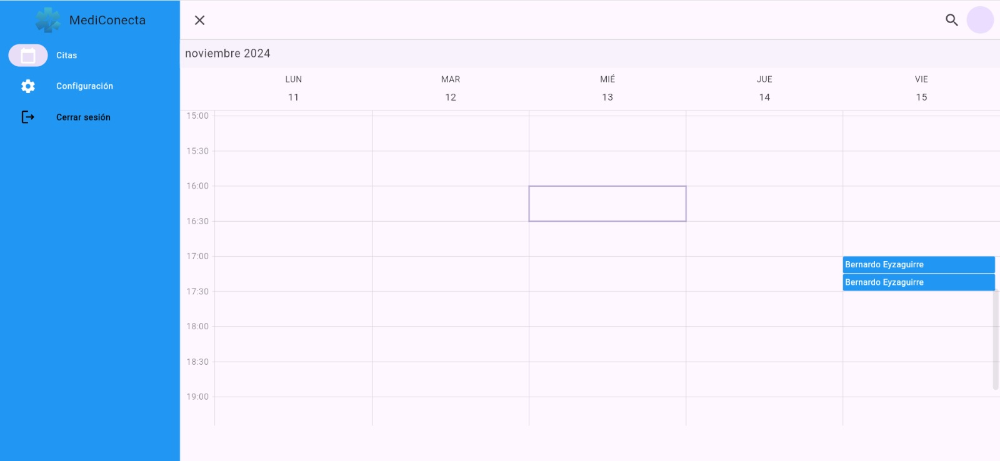 MediConecta
Citas
Configuración
Cerrar sesión
noviembre 2024
LUN MAR MIÉ JUE VIE
11 12 13 14 15
15:00
15:30
16:00
16:30
17:00
Bernardo Eyzaguirre
Bernardo Eyzaguirre
17:30
18:00
18:30
19:00